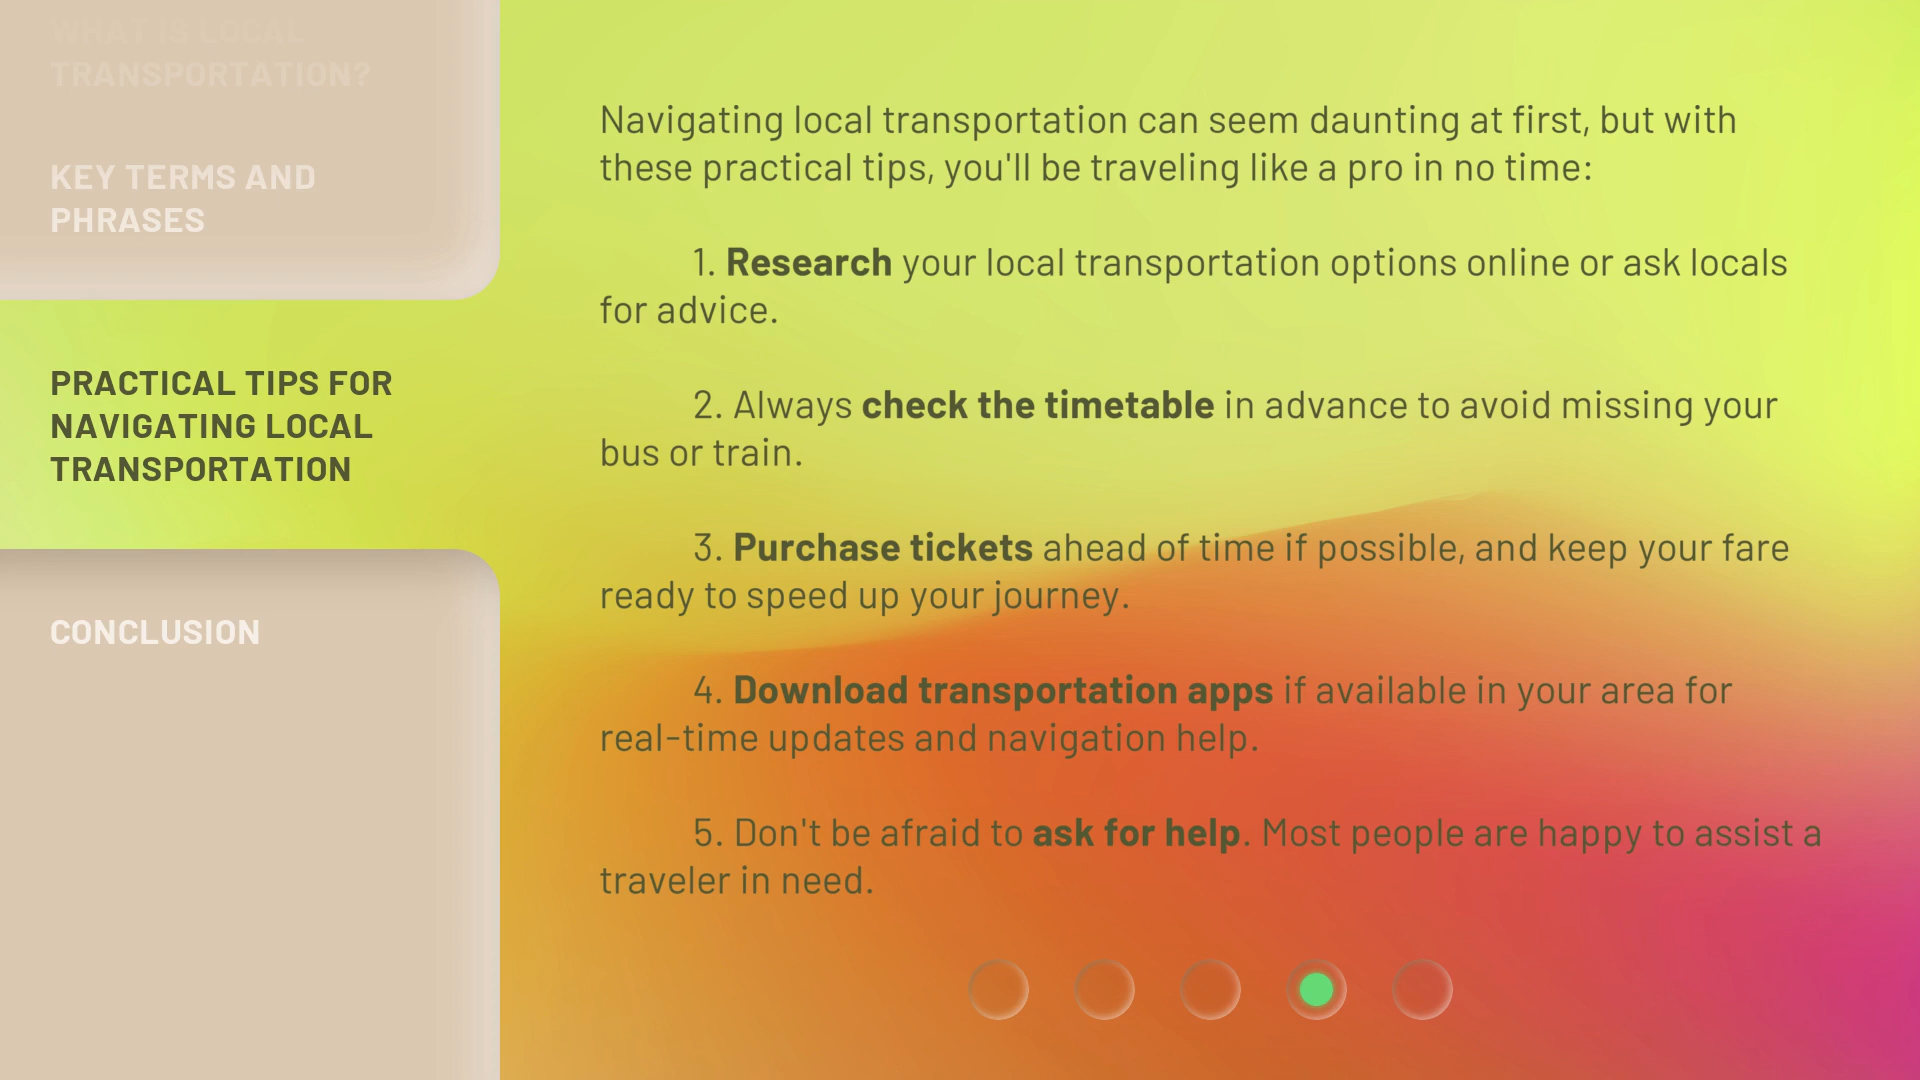 WHAT IS LOCAL
TRANSPORTATION?
KEY TERMS AND
PHRASES
PRACTICAL TIPS FOR
NAVIGATING LOCAL
TRANSPORTATION
CONCLUSION
Navigating local transportation can seem daunting at first, but with
these practical tips, you'll be traveling like a pro in no time:
1. Research your local transportation options online or ask locals
for advice.
2. Always check the timetable in advance to avoid missing your
bus or train.
3. Purchase tickets ahead of time if possible, and keep your fare
ready to speed up your journey.
4. Download transportation apps if available in your area for
real-time updates and navigation help.
5. Don't be afraid to ask for help. Most people are happy to assist a
traveler in need.